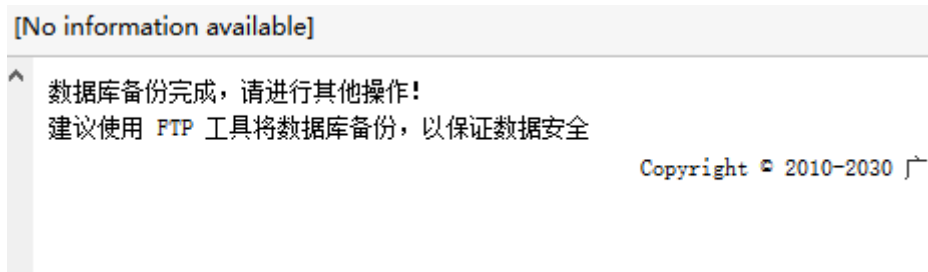 [No information available]
数据库备份完成，请进行其他操作!
建议使用 FTP 工具将数据库备份，以保证数据安全
Copyright © 2010-2030 广